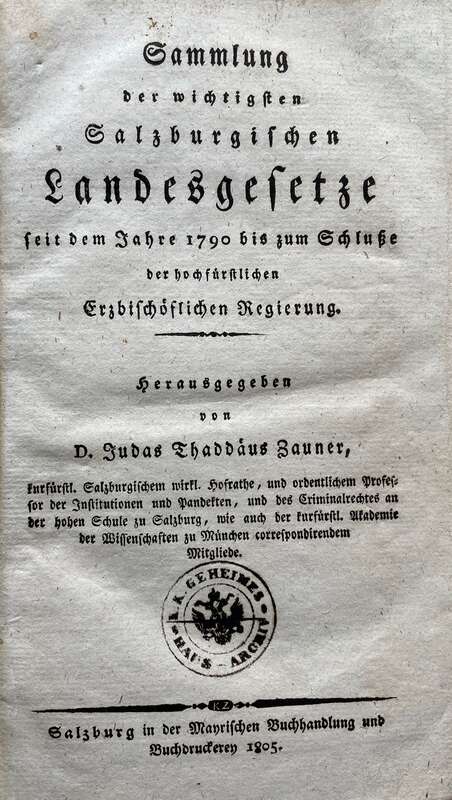 Sammlung
der wichtigsten
Salzburgischen
Landesgesetze
seit dem Jahre 1790 bis zum Schluße
der hochfürstlichen
Erzbischöflichen Regierung.
Herausgegeben
von
D. Judas Thaddäus Zauner,
kurfürstl. Salzburgischem wirkl. Hofrathe, und ordentlichem Profes-
sor der Institutionen und Pandekten, und des Criminalrechtes an
der hohen Schule zu Salzburg, wie auch der kurfürstl. Akademie
der Wissenschaften zu München correspondirendem
Mitgliede.
K. K. GEHEIMES
HAUS - ARCHIV
Salzburg in der Mayrischen Buchhandlung und
Buchdruckerey 1805.